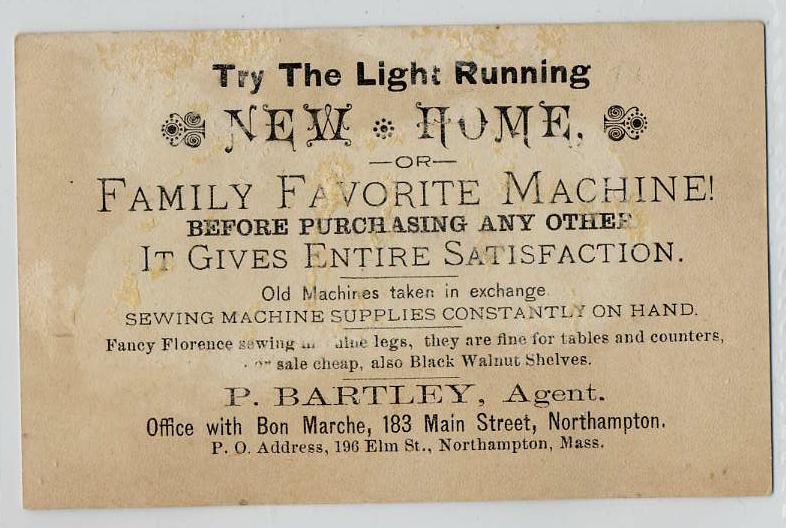 Try The Light Running
NEW HOME,
—OR—
FAMILY FAVORITE MACHINE!
BEFORE PURCHASING ANY OTHER
IT GIVES ENTIRE SATISFACTION.
Old Machines taken in exchange
SEWING MACHINE SUPPLIES CONSTANTLY ON HAND.
Fancy Florence sewing machine legs, they are fine for tables and counters,
sale cheap, also Black Walnut Shelves.
P. BARTLEY, Agent.
Office with Bon Marche, 183 Main Street, Northampton.
P. O. Address, 196 Elm St., Northampton, Mass.